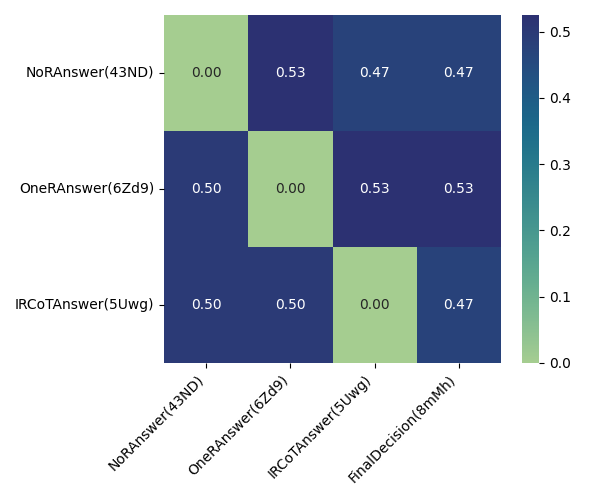 NoRAnswer(43ND) 0.00 0.53 0.47 0.47
OneRAnswer(6Zd9) 0.50 0.00 0.53 0.53
IRCoTAnswer(5Uwg) 0.50 0.50 0.00 0.47
NoRAnswer(43ND)
OneRAnswer(6Zd9)
IRCoTAnswer(5Uwg)
FinalDecision(8mMh)
0.5
0.4
0.3
0.2
0.1
0.0